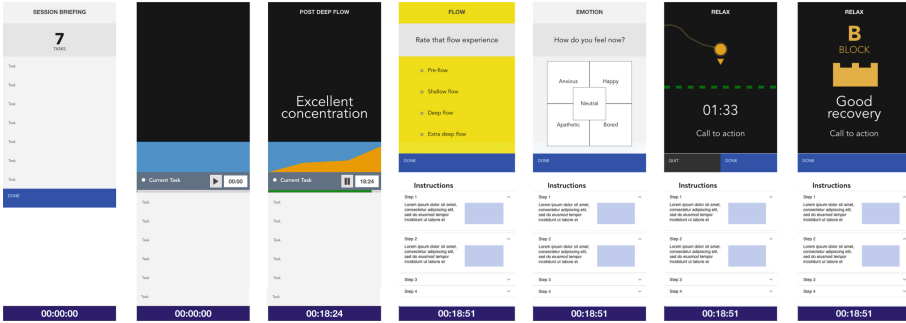 SESSION BRIEFING
7
TASKS
Task
Task
Task
Task
Task
Task
Task
DONE
00:00:00
Current Task
00:00
Task
Task
Task
Task
Task
Task
00:00:00
POST DEEP FLOW
Excellent
concentration
Current Task
18:24
Task
Task
Task
Task
Task
Task
00:18:24
FLOW
Rate that flow experience
Pre-flow
Shallow flow
Deep flow
Extra deep flow
DONE
Instructions
Step 1
Lorem ipsum dolor sit amet,
consectetur adipiscing elit,
sed do eiusmod tempor
incididunt ut labore et
Step 2
Lorem ipsum dolor sit amet,
consectetur adipiscing elit,
sed do eiusmod tempor
incididunt ut labore et
Step 3
Step 4
00:18:51
EMOTION
How do you feel now?
Anxious
Happy
Neutral
Apathetic
Bored
DONE
Instructions
Step 1
Lorem ipsum dolor sit amet,
consectetur adipiscing elit,
sed do eiusmod tempor
incididunt ut labore et
Step 2
Lorem ipsum dolor sit amet,
consectetur adipiscing elit,
sed do eiusmod tempor
incididunt ut labore et
Step 3
Step 4
00:18:51
RELAX
01:33
Call to action
QUIT
DONE
Instructions
Step 1
Lorem ipsum dolor sit amet,
consectetur adipiscing elit,
sed do eiusmod tempor
incididunt ut labore et
Step 2
Lorem ipsum dolor sit amet,
consectetur adipiscing elit,
sed do eiusmod tempor
incididunt ut labore et
Step 3
Step 4
00:18:51
RELAX
B
BLOCK
Good
recovery
Call to action
DONE
Instructions
Step 1
Lorem ipsum dolor sit amet,
consectetur adipiscing elit,
sed do eiusmod tempor
incididunt ut labore et
Step 2
Lorem ipsum dolor sit amet,
consectetur adipiscing elit,
sed do eiusmod tempor
incididunt ut labore et
Step 3
Step 4
00:18:51